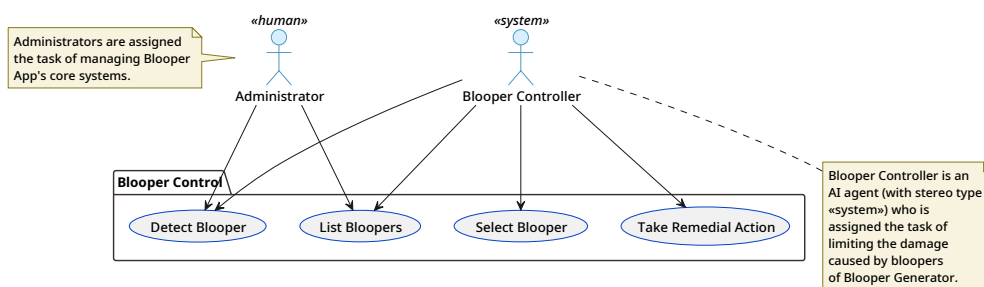 «human»
«system»
Administrators are assigned
the task of managing Blooper
App's core systems.
Administrator
Blooper Controller
Blooper Control
Detect Blooper
List Bloopers
Select Blooper
Take Remedial Action
Blooper Controller is an
AI agent (with stereo type
«system») who is
assigned the task of
limiting the damage
caused by bloopers
of Blooper Generator.